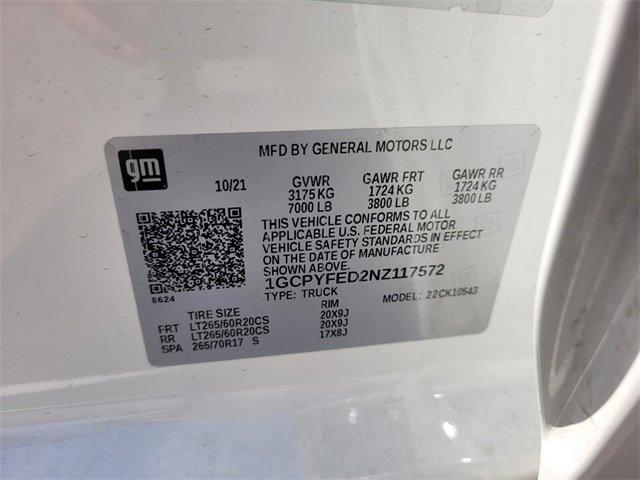 gm
MFD BY GENERAL MOTORS LLC
10/21 GVWR GAWR FRT GAWR RR
3175 KG 1724 KG 1724 KG
7000 LB 3800 LB 3800 LB
THIS VEHICLE CONFORMS TO ALL
APPLICABLE U.S. FEDERAL MOTOR
VEHICLE SAFETY STANDARDS IN EFFECT
ON THE DATE OF MANUFACTURE
SHOWN ABOVE.
1GCPYFED2NZ117572
8624
TYPE: TRUCK MODEL: 22CK10543
TIRE SIZE RIM
FRT LT265/60R20CS 20X9J
RR LT265/60R20CS 20X9J
SPA 265/70R17 S 17X8J